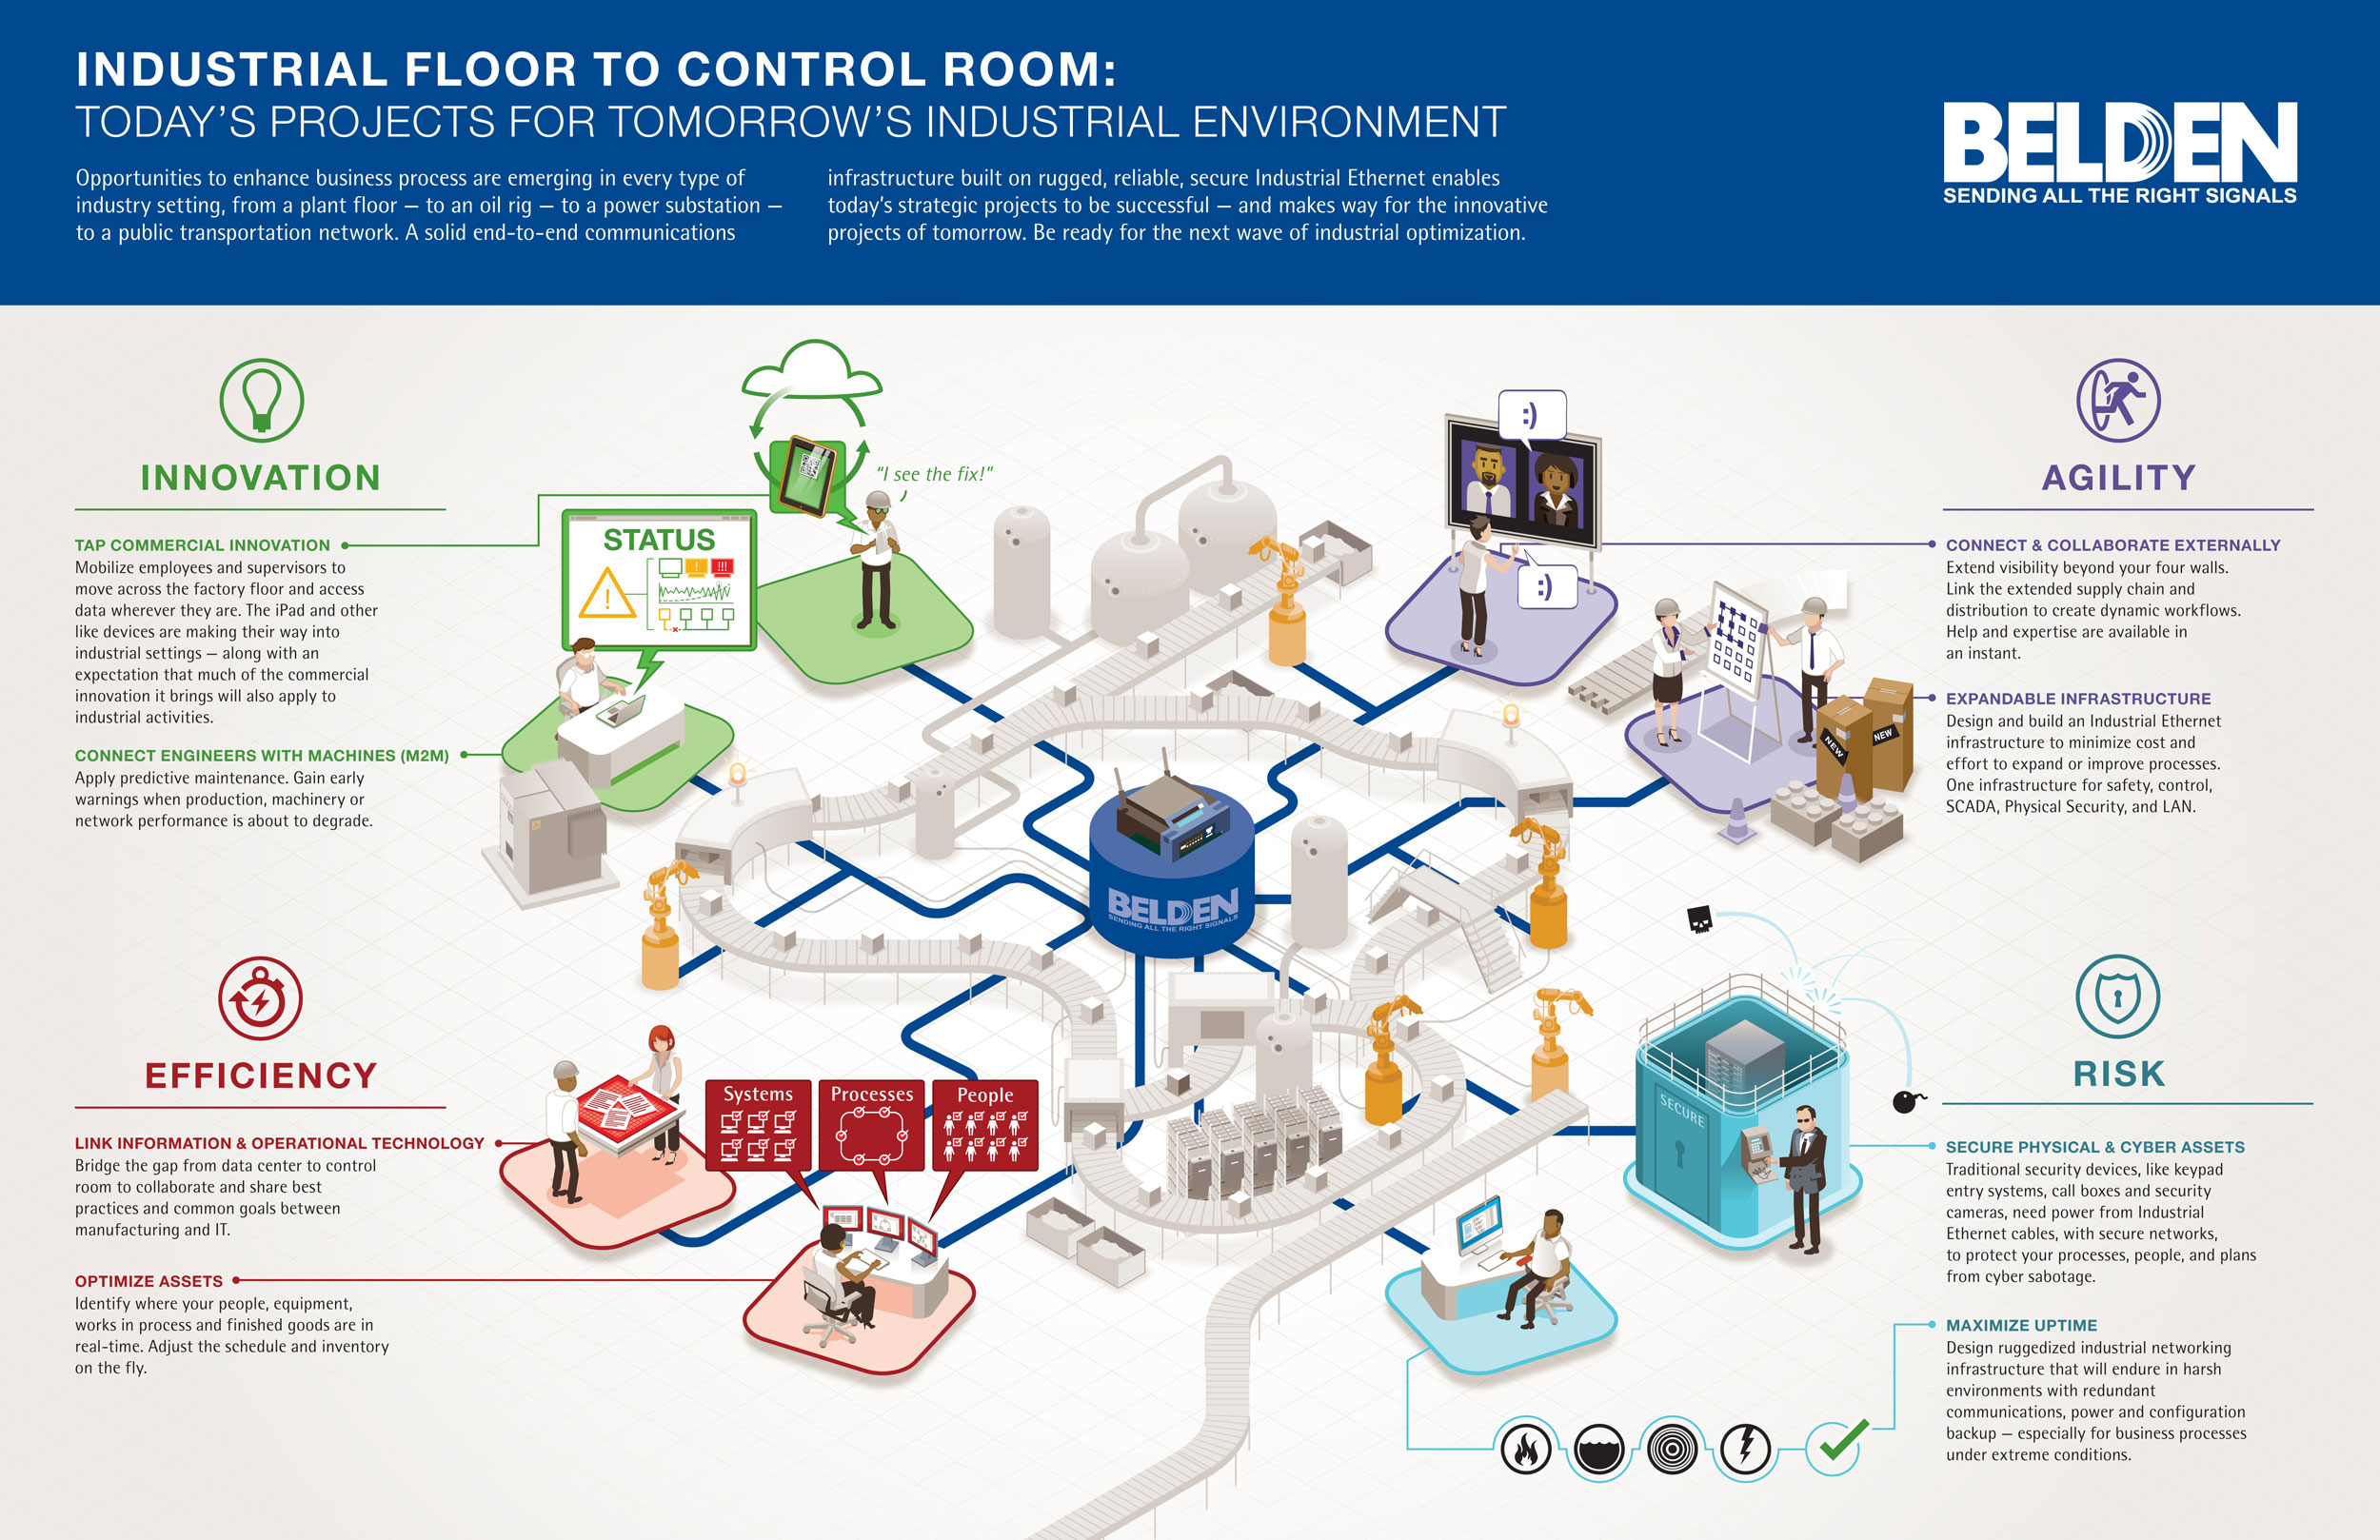 INDUSTRIAL FLOOR TO CONTROL ROOM:
TODAY'S PROJECTS FOR TOMORROW'S INDUSTRIAL ENVIRONMENT
Opportunities to enhance business process are emerging in every type of
industry setting, from a plant floor — to an oil rig — to a power substation —
to a public transportation network. A solid end-to-end communications
infrastructure built on rugged, reliable, secure Industrial Ethernet enables
today's strategic projects to be successful — and makes way for the innovative
projects of tomorrow. Be ready for the next wave of industrial optimization.
BELDEN
SENDING ALL THE RIGHT SIGNALS
INNOVATION
TAP COMMERCIAL INNOVATION
Mobilize employees and supervisors to
move across the factory floor and access
data wherever they are. The iPad and other
like devices are making their way into
industrial settings — along with an
expectation that much of the commercial
innovation it brings will also apply to
industrial activities.
CONNECT ENGINEERS WITH MACHINES (M2M)
Apply predictive maintenance. Gain early
warnings when production, machinery or
network performance is about to degrade.
"I see the fix!"
STATUS
!
!
!!!
:)
:)
AGILITY
CONNECT & COLLABORATE EXTERNALLY
Extend visibility beyond your four walls.
Link the extended supply chain and
distribution to create dynamic workflows.
Help and expertise are available in
an instant.
EXPANDABLE INFRASTRUCTURE
Design and build an Industrial Ethernet
infrastructure to minimize cost and
effort to expand or improve processes.
One infrastructure for safety, control,
SCADA, Physical Security, and LAN.
NEW
NEW
BELDEN
SENDING ALL THE RIGHT SIGNALS
EFFICIENCY
LINK INFORMATION & OPERATIONAL TECHNOLOGY
Bridge the gap from data center to control
room to collaborate and share best
practices and common goals between
manufacturing and IT.
OPTIMIZE ASSETS
Identify where your people, equipment,
works in process and finished goods are in
real-time. Adjust the schedule and inventory
on the fly.
Systems
Processes
People
SECURE
RISK
SECURE PHYSICAL & CYBER ASSETS
Traditional security devices, like keypad
entry systems, call boxes and security
cameras, need power from Industrial
Ethernet cables, with secure networks,
to protect your processes, people, and plans
from cyber sabotage.
MAXIMIZE UPTIME
Design ruggedized industrial networking
infrastructure that will endure in harsh
environments with redundant
communications, power and configuration
backup — especially for business processes
under extreme conditions.